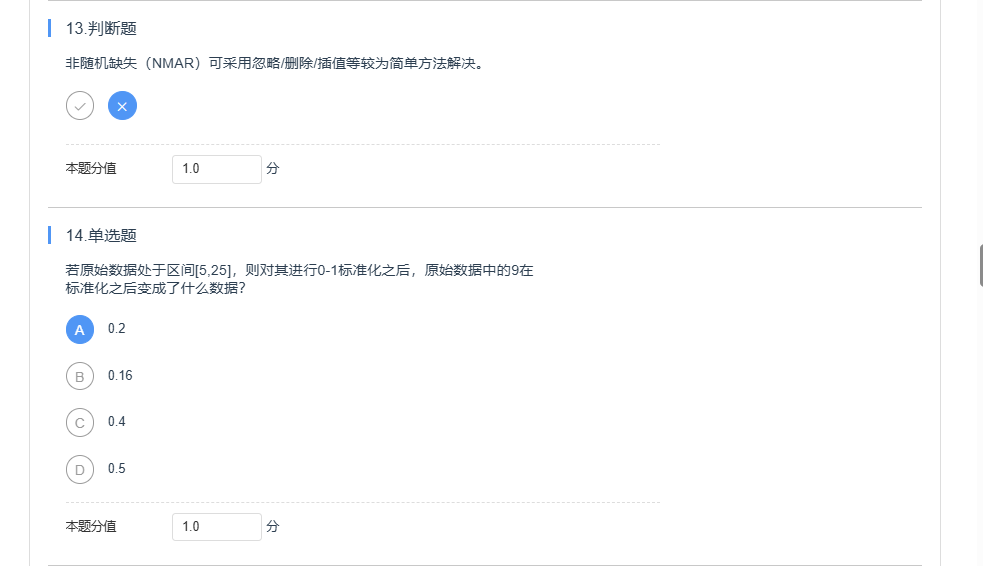 13.判断题
非随机缺失（NMAR）可采用忽略/删除/插值等较为简单方法解决。
本题分值 1.0 分
14.单选题
若原始数据处于区间[5,25]，则对其进行0-1标准化之后，原始数据中的9在
标准化之后变成了什么数据？
A 0.2
B 0.16
C 0.4
D 0.5
本题分值 1.0 分